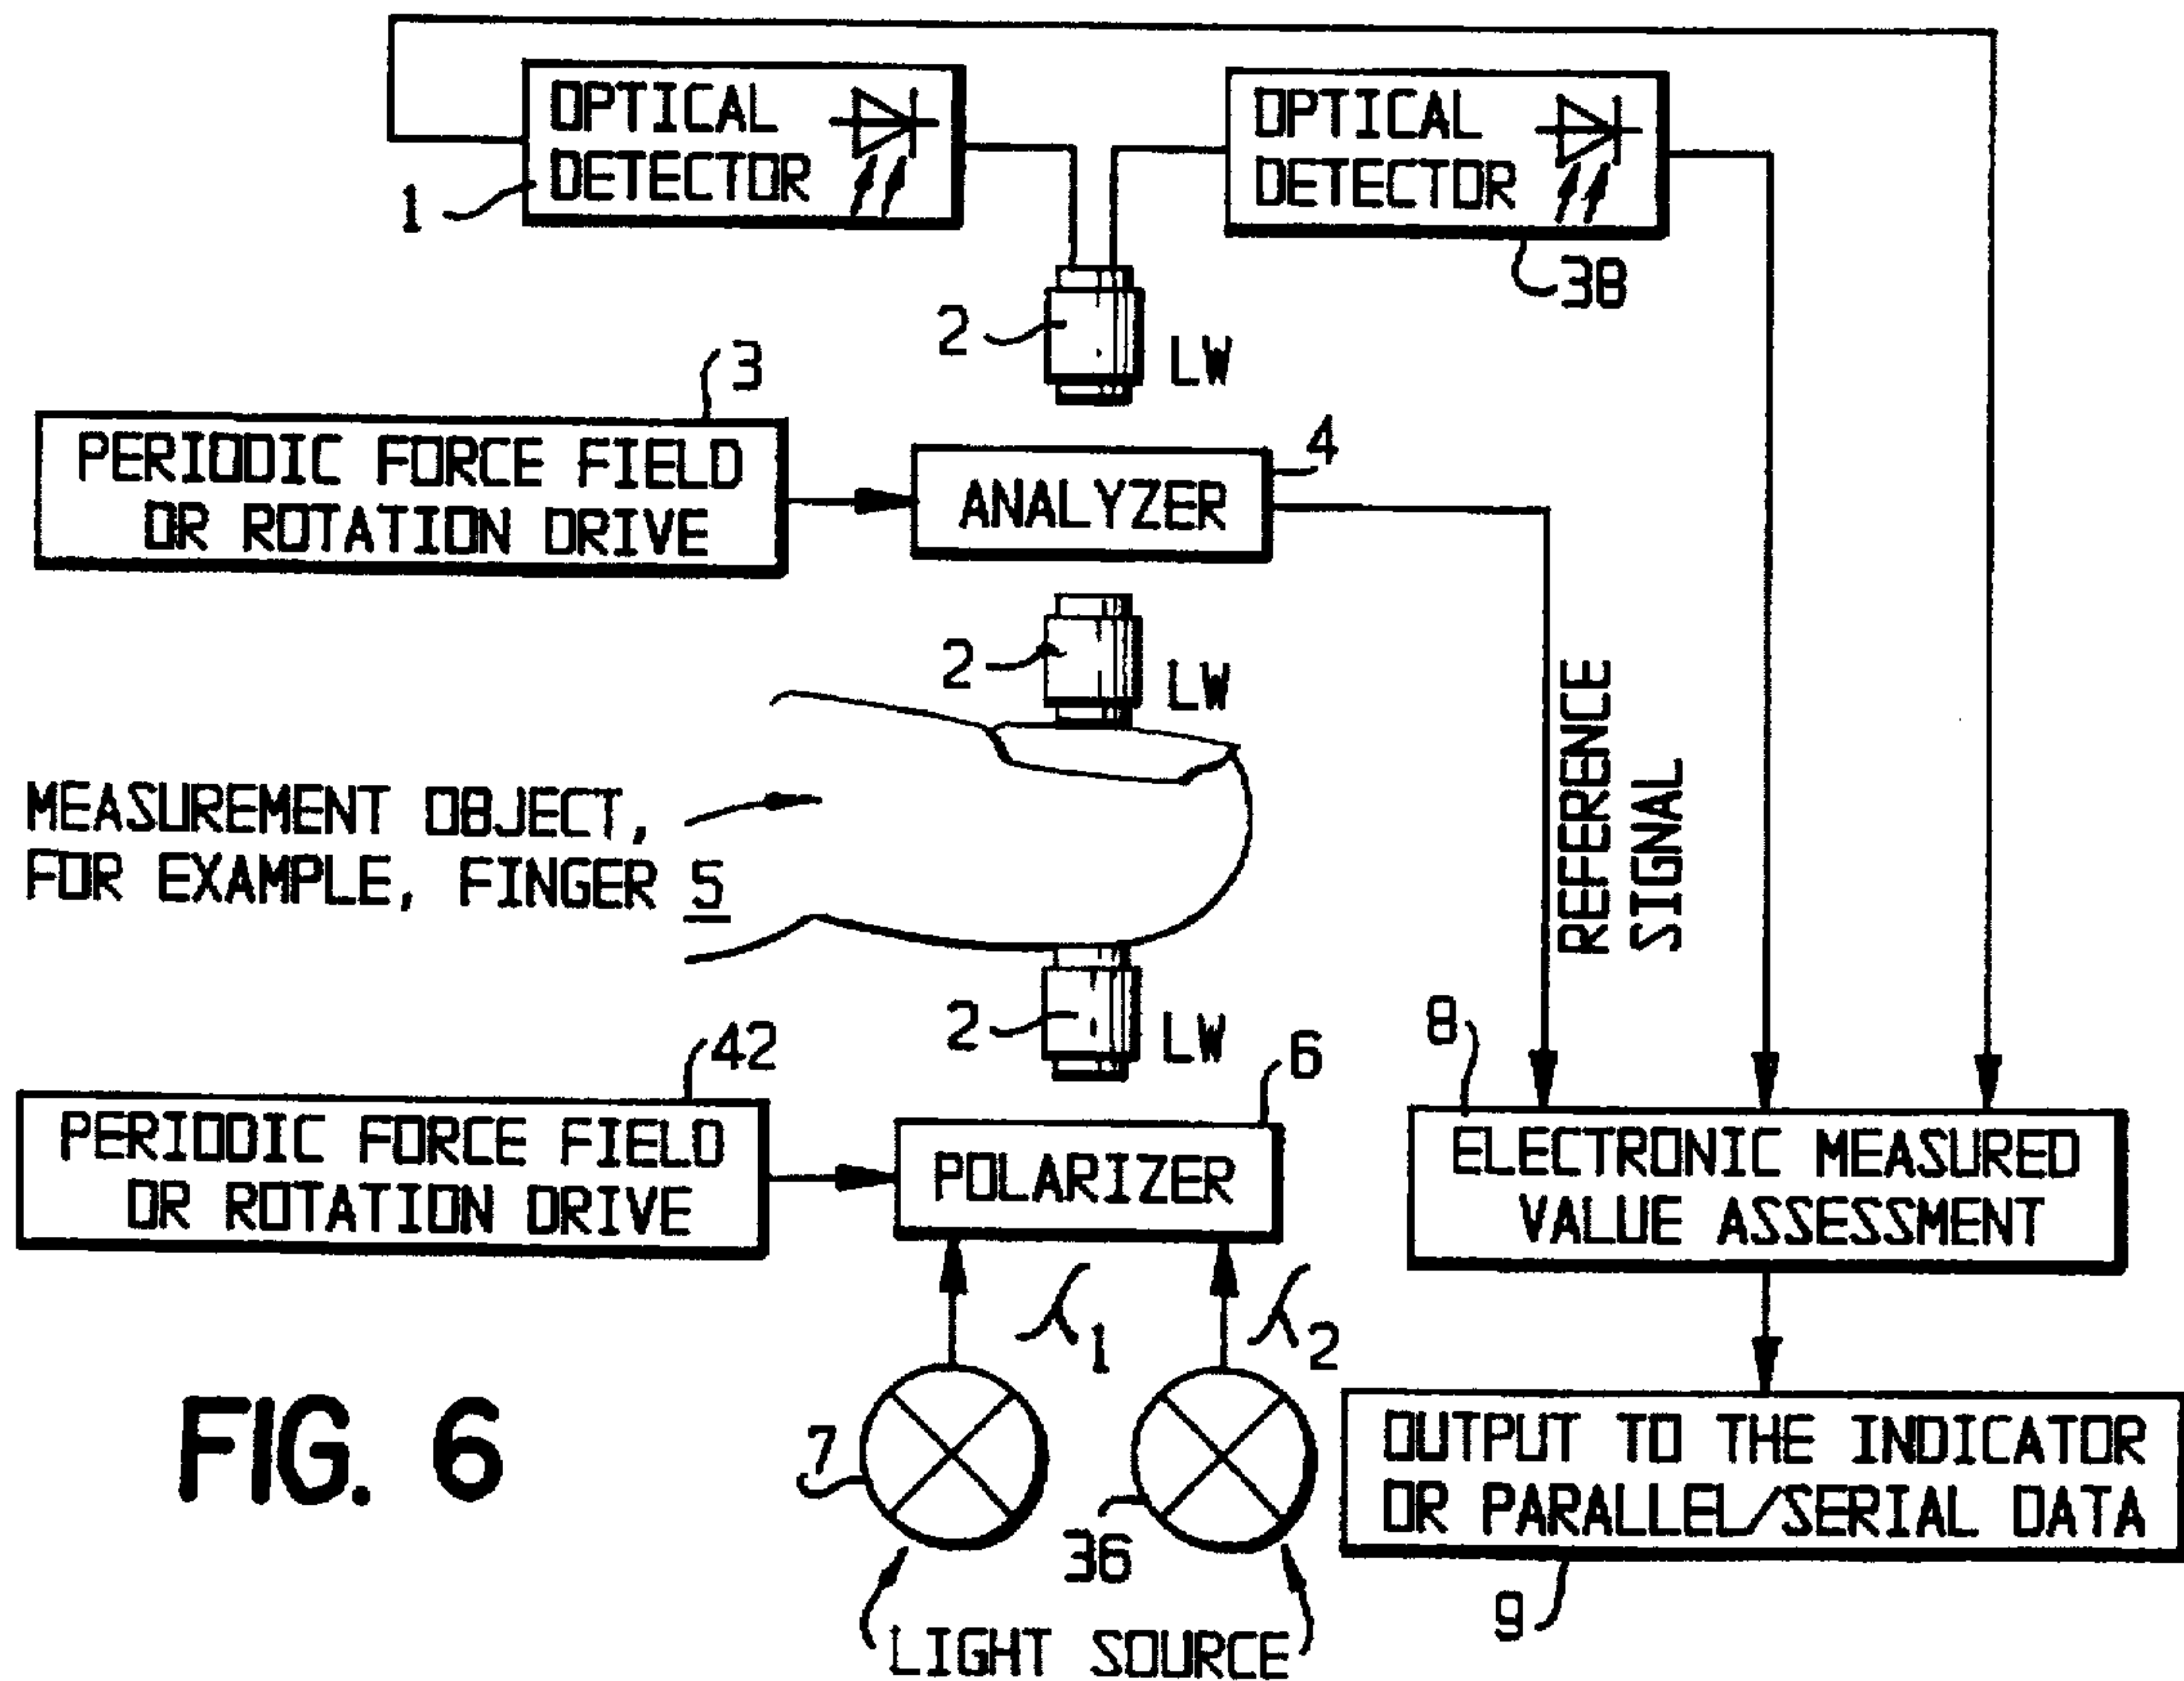 OPTICAL
DETECTOR
1
OPTICAL
DETECTOR
38
2
LW
3
PERIODIC FORCE FIELD
OR ROTATION DRIVE
4
ANALYZER
2
LW
REFERENCE
SIGNAL
MEASUREMENT OBJECT,
FOR EXAMPLE, FINGER 5
2
LW
42
PERIODIC FORCE FIELD
OR ROTATION DRIVE
6
POLARIZER
8
ELECTRONIC MEASURED
VALUE ASSESSMENT
λ1
λ2
7
36
LIGHT SOURCE
OUTPUT TO THE INDICATOR
OR PARALLEL/SERIAL DATA
9
FIG. 6